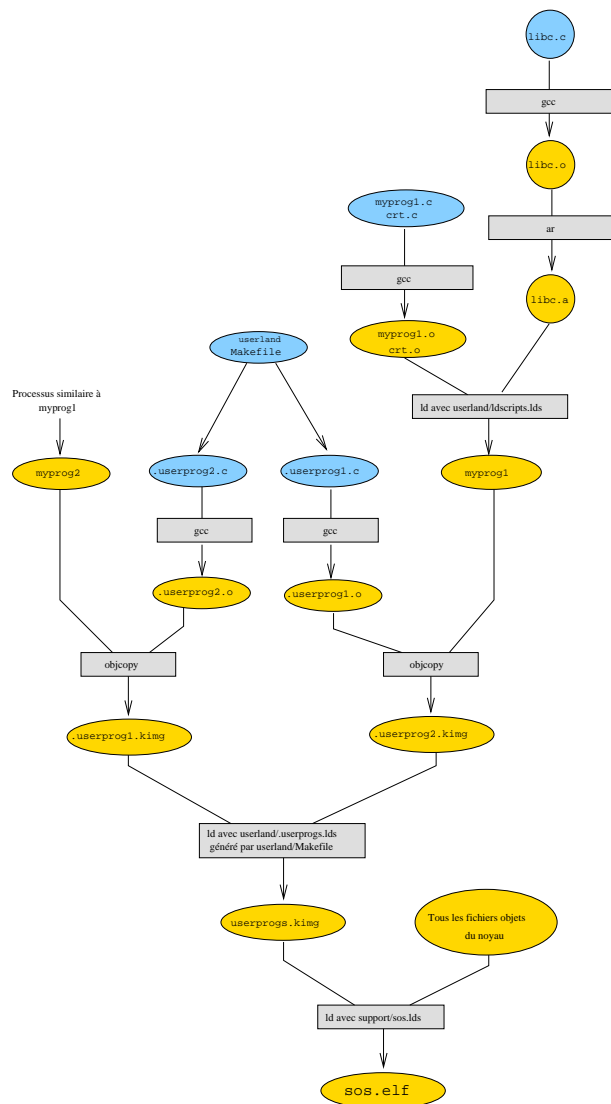 libc.c
gcc
libc.o
myprog1.c
crt.c
ar
gcc
libc.a
myprog1.o
crt.o
userland
Makefile
Processus similaire à
myprog1
ld avec userland/ldscripts.lds
myprog2
.userprog2.c
.userprog1.c
myprog1
gcc
gcc
.userprog2.o
.userprog1.o
objcopy
objcopy
.userprog1.kimg
.userprog2.kimg
ld avec userland/.userprogs.lds
généré par userland/Makefile
userprogs.kimg
Tous les fichiers objets
du noyau
ld avec support/sos.lds
sos.elf